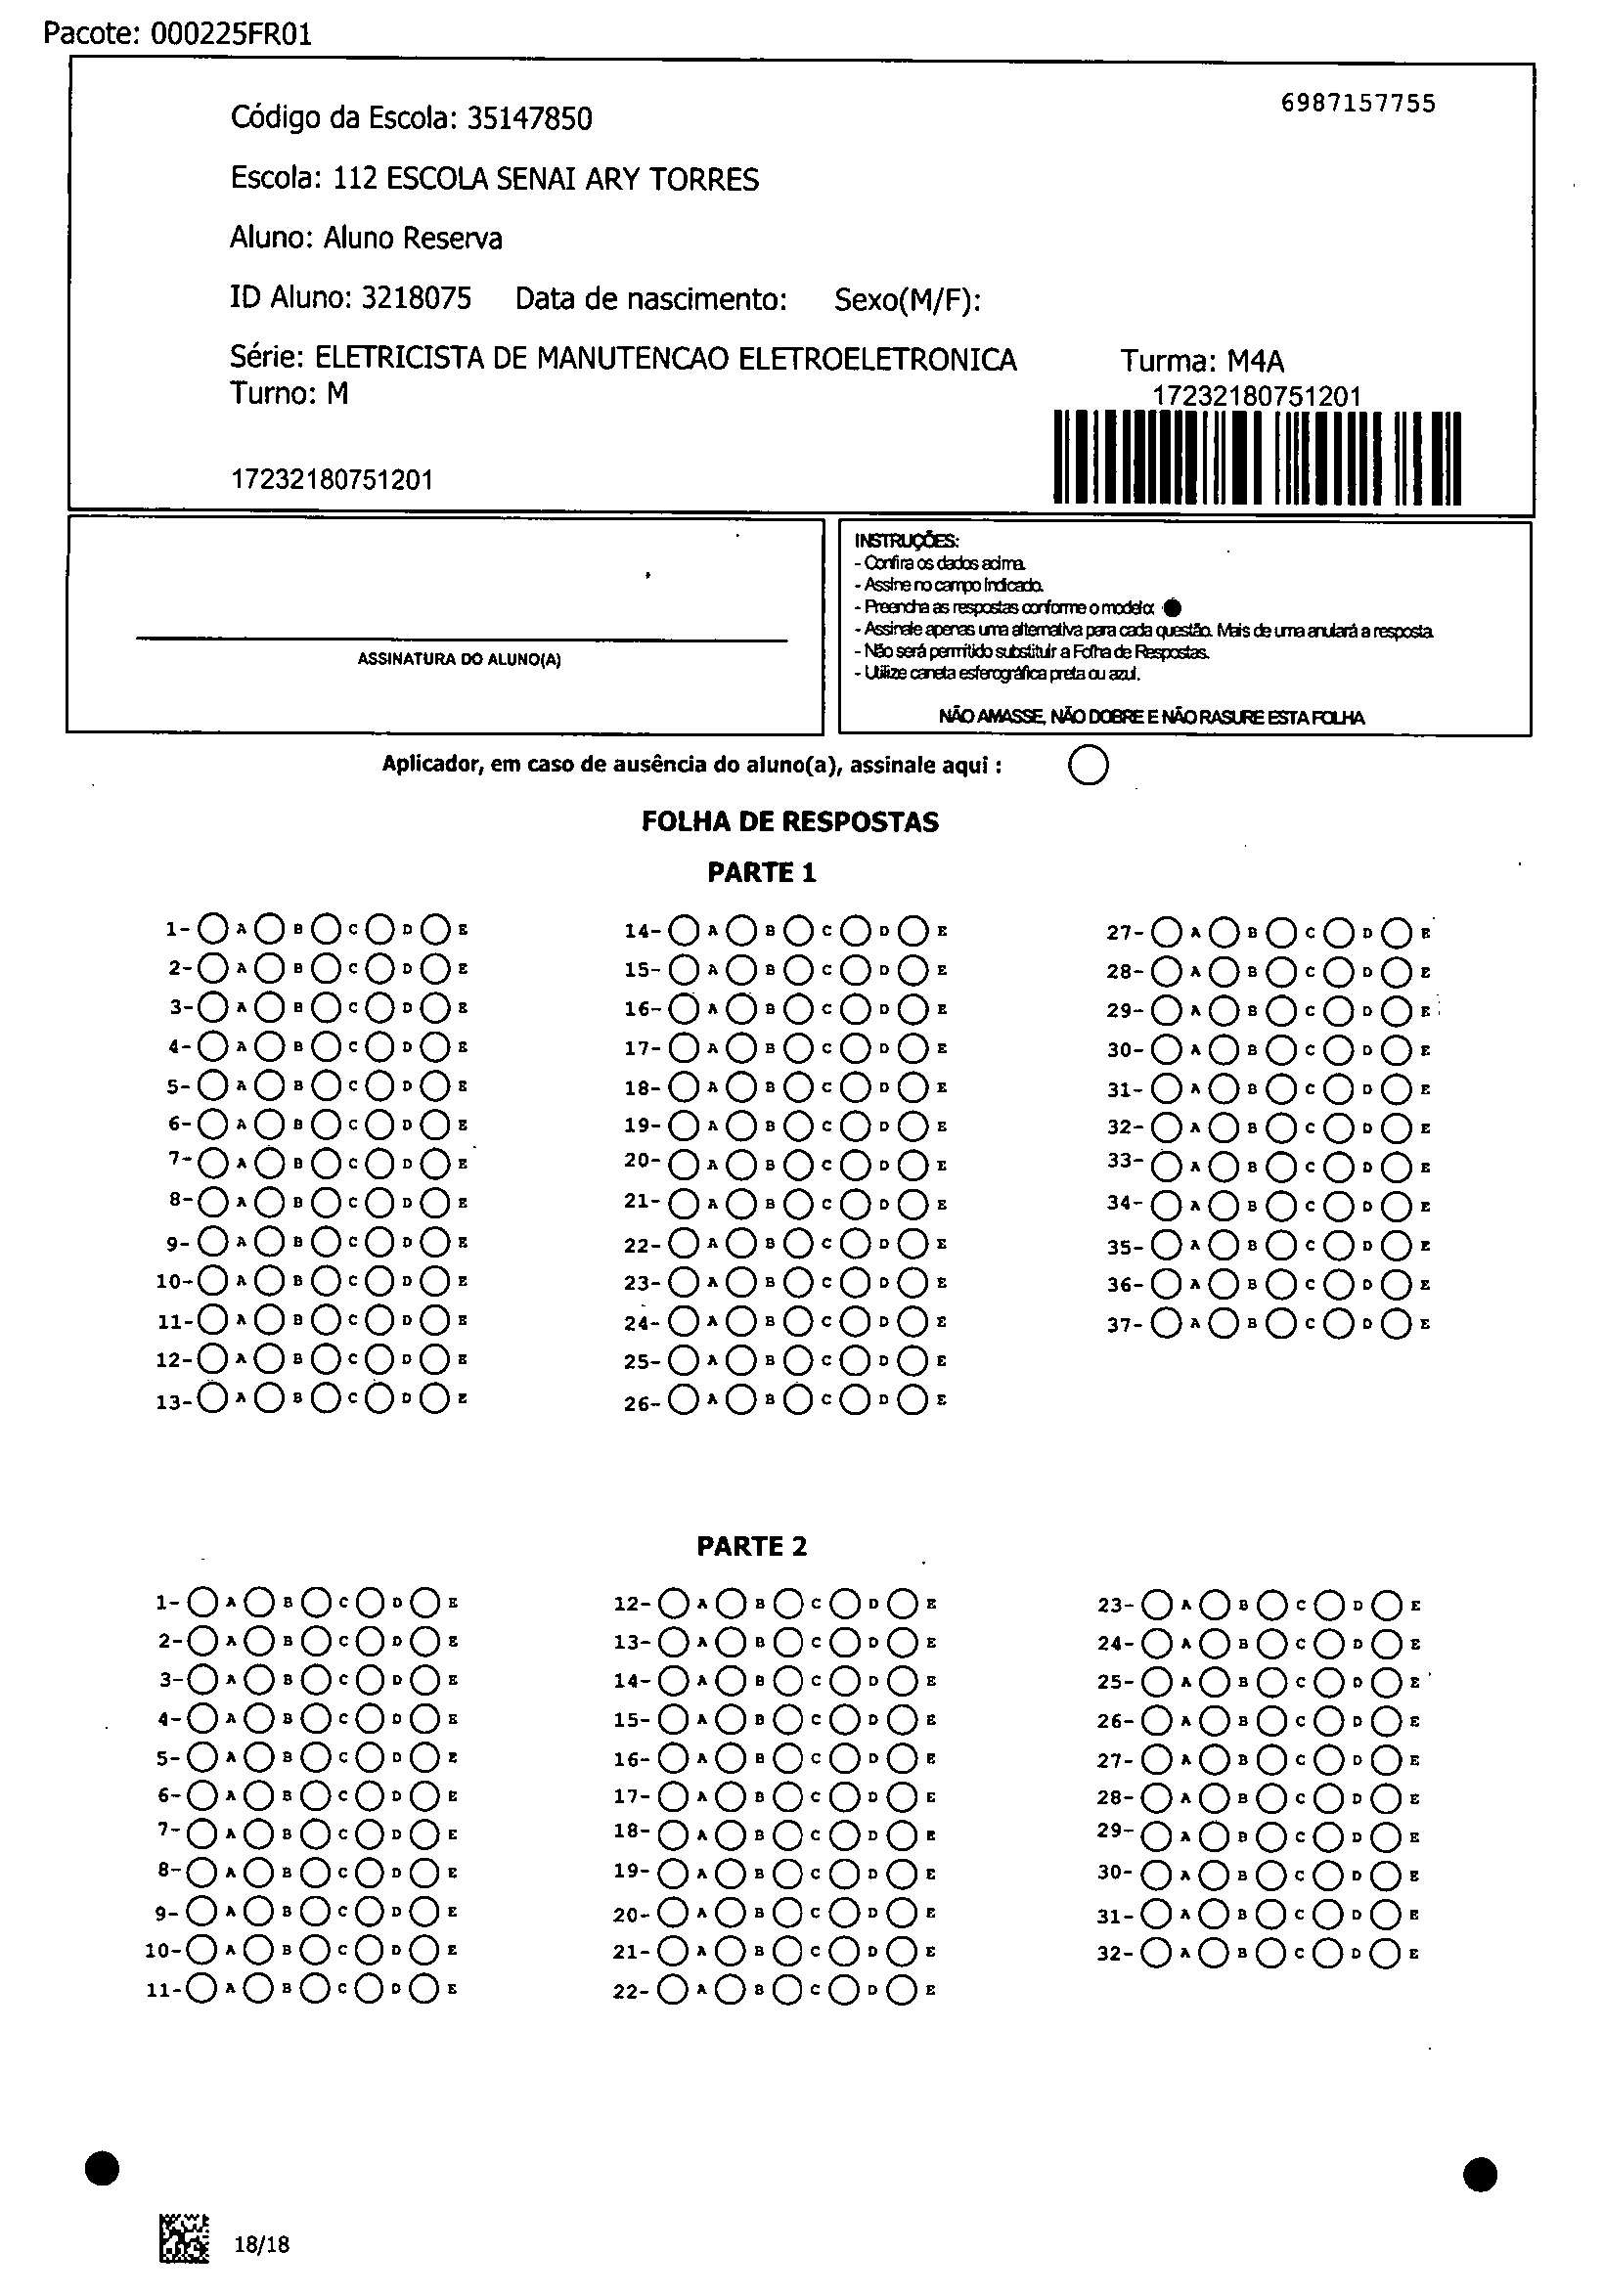 Pacote: 000225FR01
6987157755
Código da Escola: 35147850
Escola: 112 ESCOLA SENAI ARY TORRES
Aluno: Aluno Reserva
ID Aluno: 3218075 Data de nascimento: Sexo(M/F):
Série: ELETRICISTA DE MANUTENCAO ELETROELETRONICA Turma: M4A
Turno: M 17232180751201
17232180751201
ASSINATURA DO ALUNO(A)
INSTRUÇÕES:
- Confira os dados acima.
- Assine no campo indicado.
- Preencha as respostas conforme o modelo:
- Assinale apenas uma alternativa para cada questão. Mais de uma anulará a resposta.
- Não será permitido substituir a Folha de Respostas.
- Utilize caneta esferográfica preta ou azul.
NÃO AMASSE, NÃO DOBRE E NÃO RASURE ESTA FOLHA
Aplicador, em caso de ausência do aluno(a), assinale aqui :
FOLHA DE RESPOSTAS
PARTE 1
1- A B C D E 14- A B C D E 27- A B C D E
2- A B C D E 15- A B C D E 28- A B C D E
3- A B C D E 16- A B C D E 29- A B C D E
4- A B C D E 17- A B C D E 30- A B C D E
5- A B C D E 18- A B C D E 31- A B C D E
6- A B C D E 19- A B C D E 32- A B C D E
7- A B C D E 20- A B C D E 33- A B C D E
8- A B C D E 21- A B C D E 34- A B C D E
9- A B C D E 22- A B C D E 35- A B C D E
10- A B C D E 23- A B C D E 36- A B C D E
11- A B C D E 24- A B C D E 37- A B C D E
12- A B C D E 25- A B C D E
13- A B C D E 26- A B C D E
PARTE 2
1- A B C D E 12- A B C D E 23- A B C D E
2- A B C D E 13- A B C D E 24- A B C D E
3- A B C D E 14- A B C D E 25- A B C D E
4- A B C D E 15- A B C D E 26- A B C D E
5- A B C D E 16- A B C D E 27- A B C D E
6- A B C D E 17- A B C D E 28- A B C D E
7- A B C D E 18- A B C D E 29- A B C D E
8- A B C D E 19- A B C D E 30- A B C D E
9- A B C D E 20- A B C D E 31- A B C D E
10- A B C D E 21- A B C D E 32- A B C D E
11- A B C D E 22- A B C D E
18/18